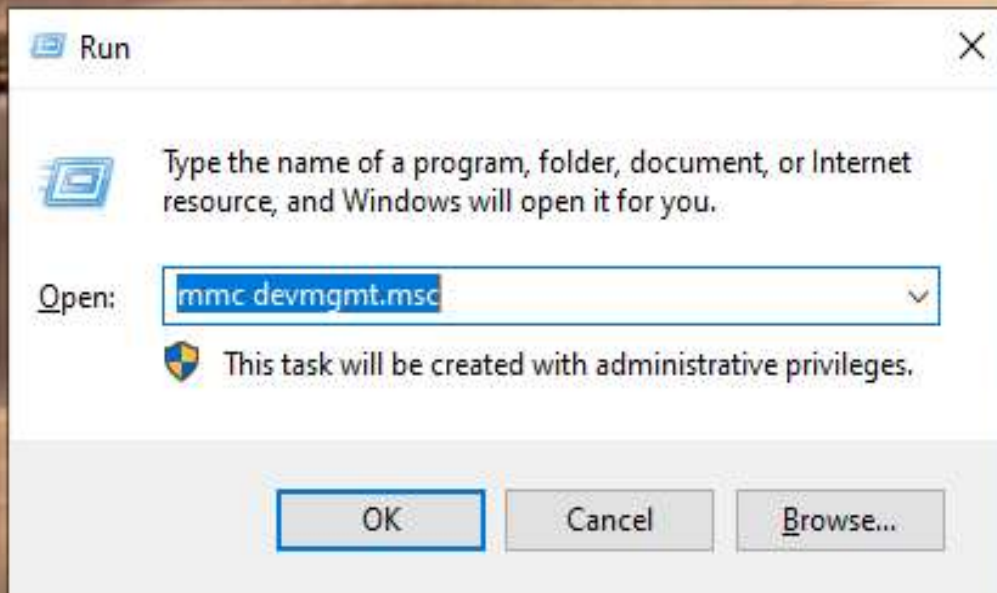 Run
Type the name of a program, folder, document, or Internet
resource, and Windows will open it for you.
Open: mmc devmgmt.msc
This task will be created with administrative privileges.
OK Cancel Browse...